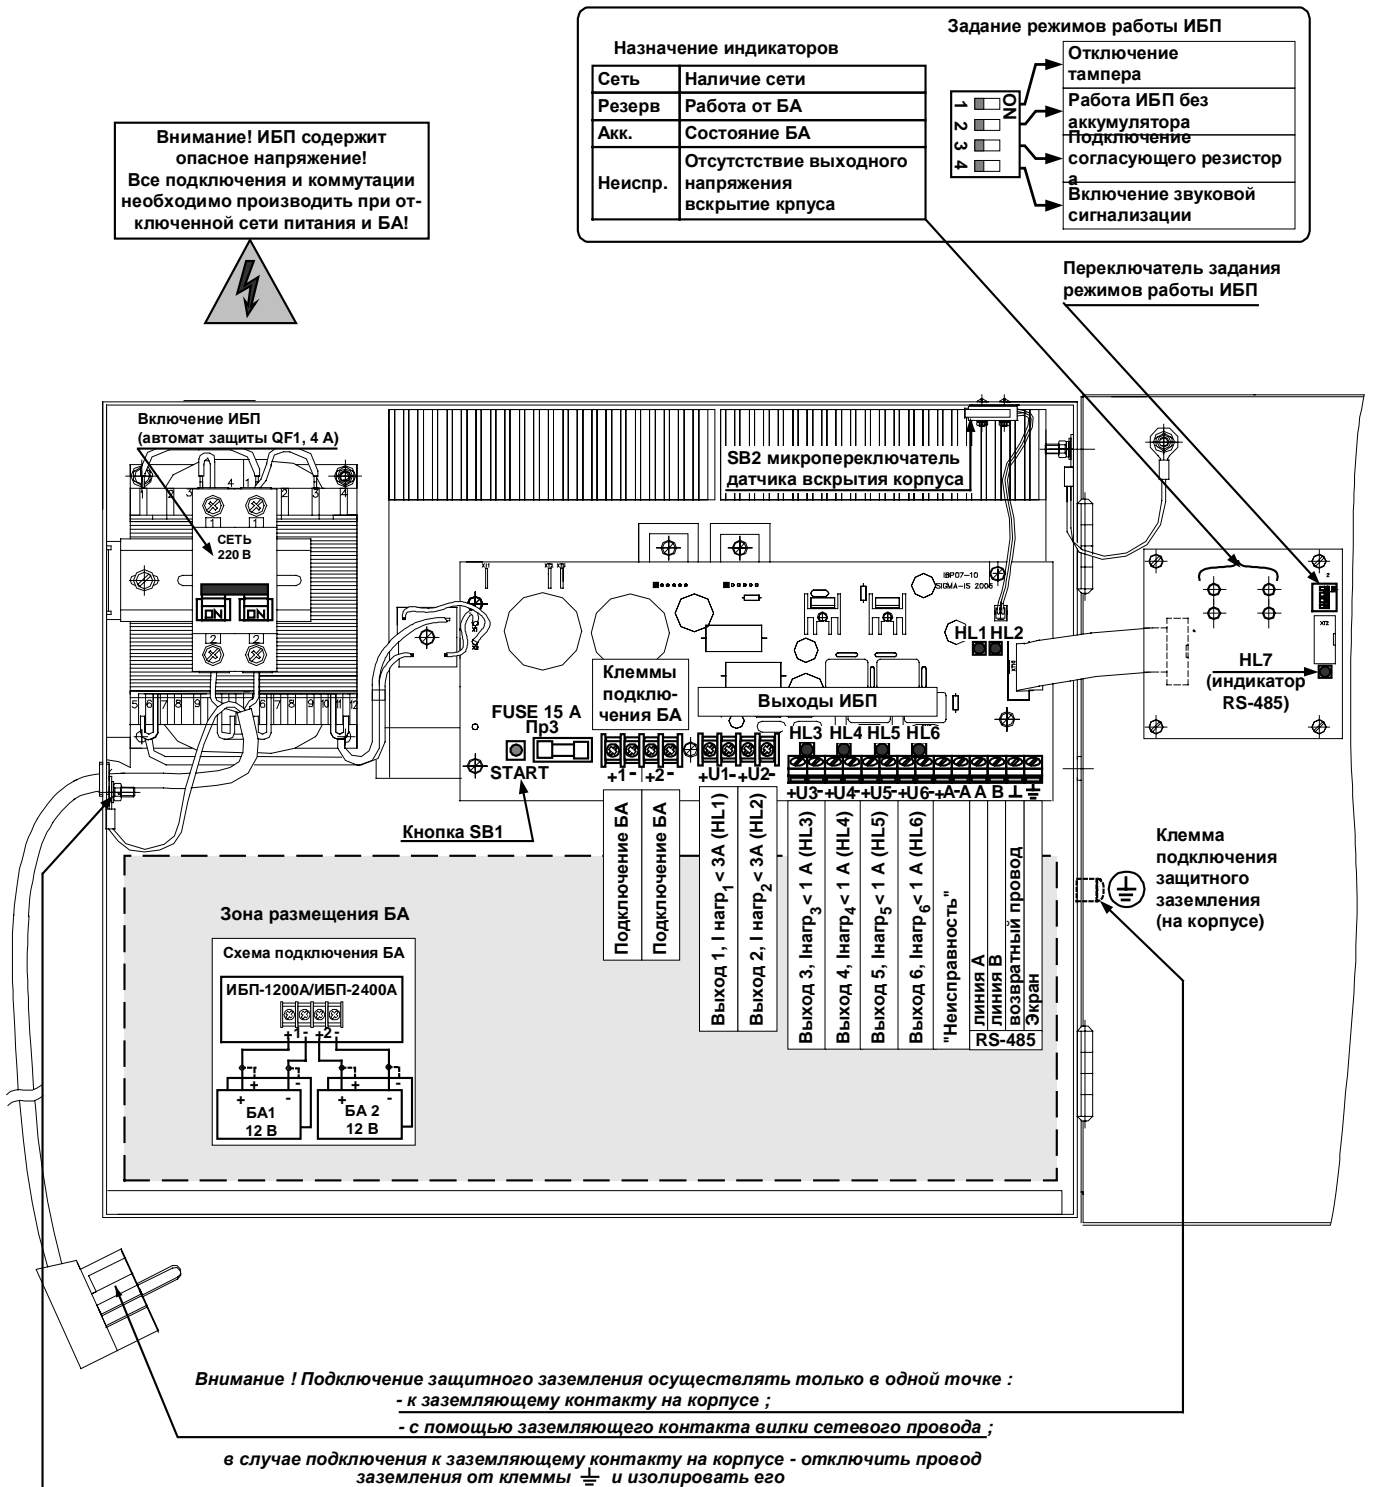 Задание режимов работы ИБП
Назначение индикаторов
Сеть Наличие сети
Резерв Работа от БА
Акк. Состояние БА
Неиспр. Отсутстствие выходного
напряжения
вскрытие крпуса
ON
1
2
3
4
Отключение
тампера
Работа ИБП без
аккумулятора
Подключение
согласующего резистор
а
Включение звуковой
сигнализации
Внимание! ИБП содержит
опасное напряжение!
Все подключения и коммутации
необходимо производить при от-
ключенной сети питания и БА!
Переключатель задания
режимов работы ИБП
Включение ИБП
(автомат защиты QF1, 4 А)
SB2 микропереключатель
датчика вскрытия корпуса
СЕТЬ
220 В
ON ON
IBP07-10
SIGMA-IS 2006
HL1 HL2
HL7
(индикатор
RS-485)
XT2
Клеммы
подклю-
чения БА
Выходы ИБП
FUSE 15 A
Пр3
START
HL3 HL4 HL5 HL6
+1- +2-
+U1-+U2-
+U3-+U4-+U5-+U6-+A-A A B
Кнопка SB1
Подключение БА
Подключение БА
Выход 1, I нагр1< 3А (HL1)
Выход 2, I нагр2< 3А (HL2)
Выход 3, Iнагр3< 1 А (HL3)
Выход 4, Iнагр4< 1 А (HL4)
Выход 5, Iнагр5< 1 А (HL5)
Выход 6, Iнагр6< 1 А (HL6)
"Неисправность"
линия А
линия В
возвратный провод
Экран
RS-485
Клемма
подключения
защитного
заземления
(на корпусе)
Зона размещения БА
Схема подключения БА
ИБП-1200А/ИБП-2400А
+1- +2-
+ - + -
+ - + -
БА1
12 В
БА 2
12 В
Внимание ! Подключение защитного заземления осуществлять только в одной точке :
- к заземляющему контакту на корпусе ;
- с помощью заземляющего контакта вилки сетевого провода ;
в случае подключения к заземляющему контакту на корпусе - отключить провод
заземления от клеммы ⏚ и изолировать его